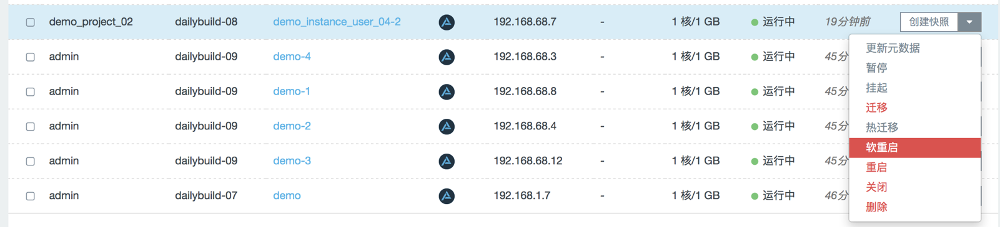 demo_project_02 dailybuild-08 demo_instance_user_04-2 192.168.68.7 - 1 核/1 GB 运行中 19分钟前 创建快照
admin dailybuild-09 demo-4 192.168.68.3 - 1 核/1 GB 运行中 45分
admin dailybuild-09 demo-1 192.168.68.8 - 1 核/1 GB 运行中 45分
admin dailybuild-09 demo-2 192.168.68.4 - 1 核/1 GB 运行中 45分
admin dailybuild-09 demo-3 192.168.68.12 - 1 核/1 GB 运行中 45分
admin dailybuild-07 demo 192.168.1.7 - 1 核/1 GB 运行中 46分
更新元数据
暂停
挂起
迁移
热迁移
软重启
重启
关闭
删除